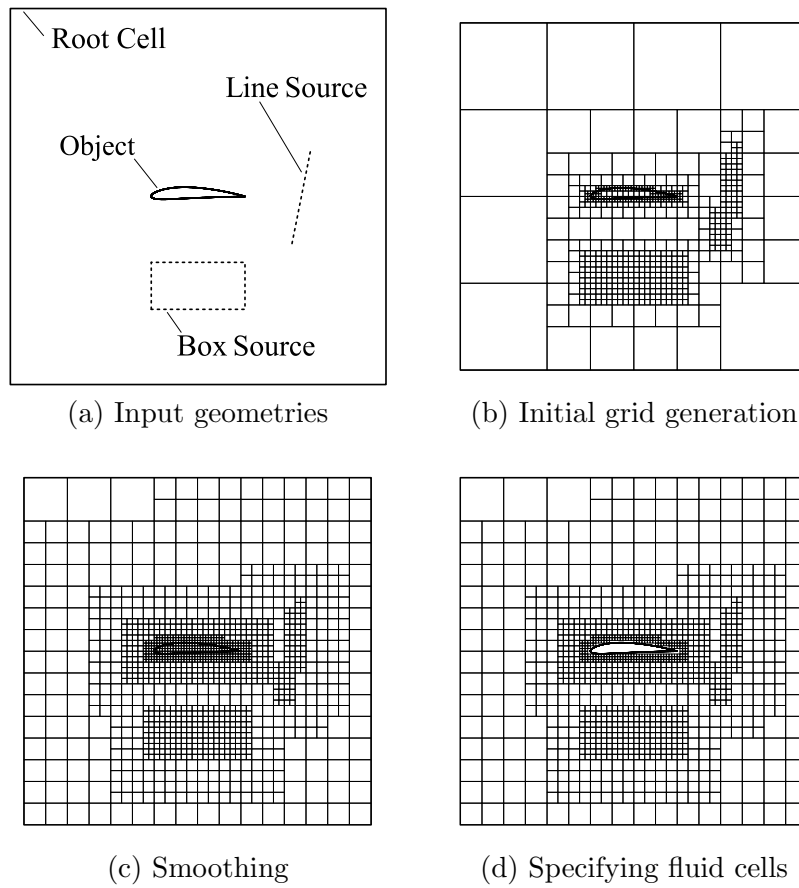 Root Cell
Line Source
Object
Box Source
(a) Input geometries
(b) Initial grid generation
(c) Smoothing
(d) Specifying fluid cells